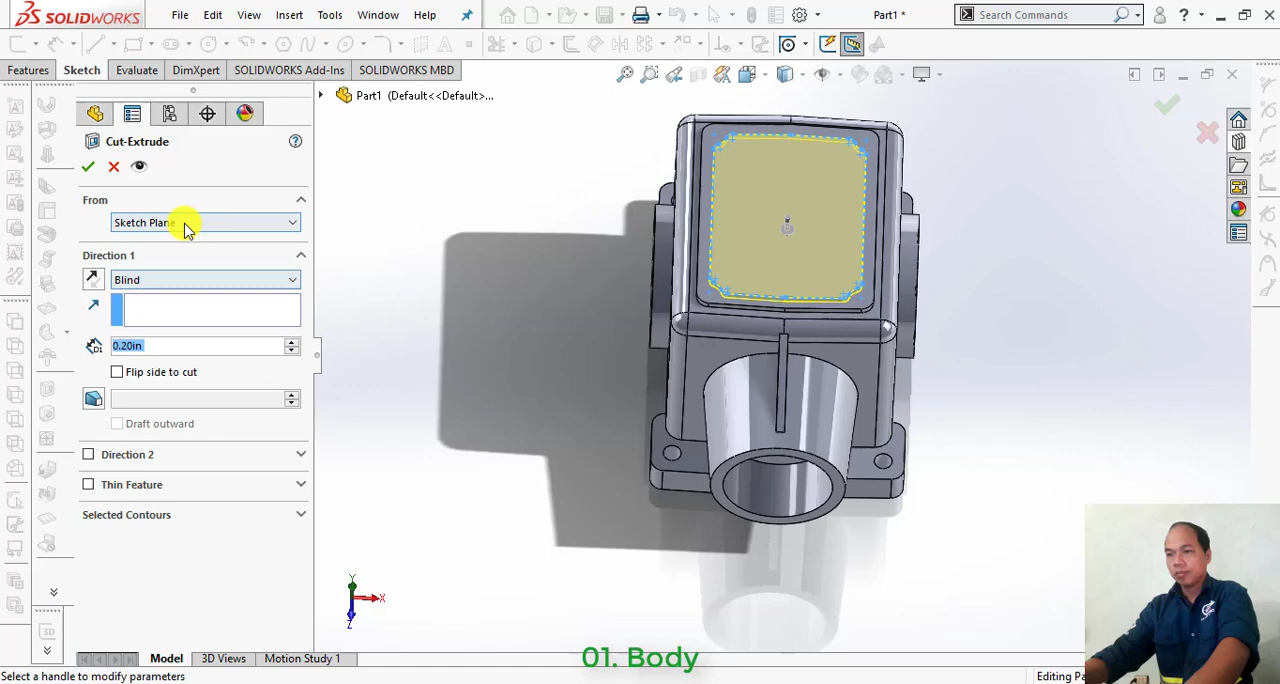 SOLIDWORKS
File Edit View Insert Tools Window Help
Part1 *
Search Commands
?
Features Sketch Evaluate DimXpert SOLIDWORKS Add-Ins SOLIDWORKS MBD
Part1 (Default<<Default>...
Cut-Extrude
?
From
Sketch Plane
Direction 1
Blind
D1
0.20in
Flip side to cut
Draft outward
Direction 2
Thin Feature
Selected Contours
3D
Y
X
Z
Model 3D Views Motion Study 1
01. Body
Select a handle to modify parameters
Editing Pa